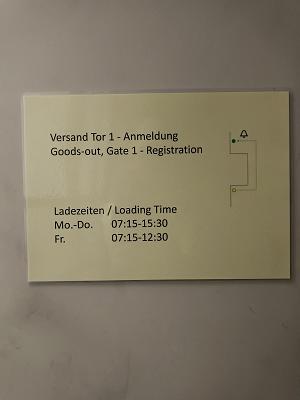 Versand Tor 1 - Anmeldung
Goods-out, Gate 1 - Registration
Ladezeiten / Loading Time
Mo.-Do. 07:15-15:30
Fr. 07:15-12:30